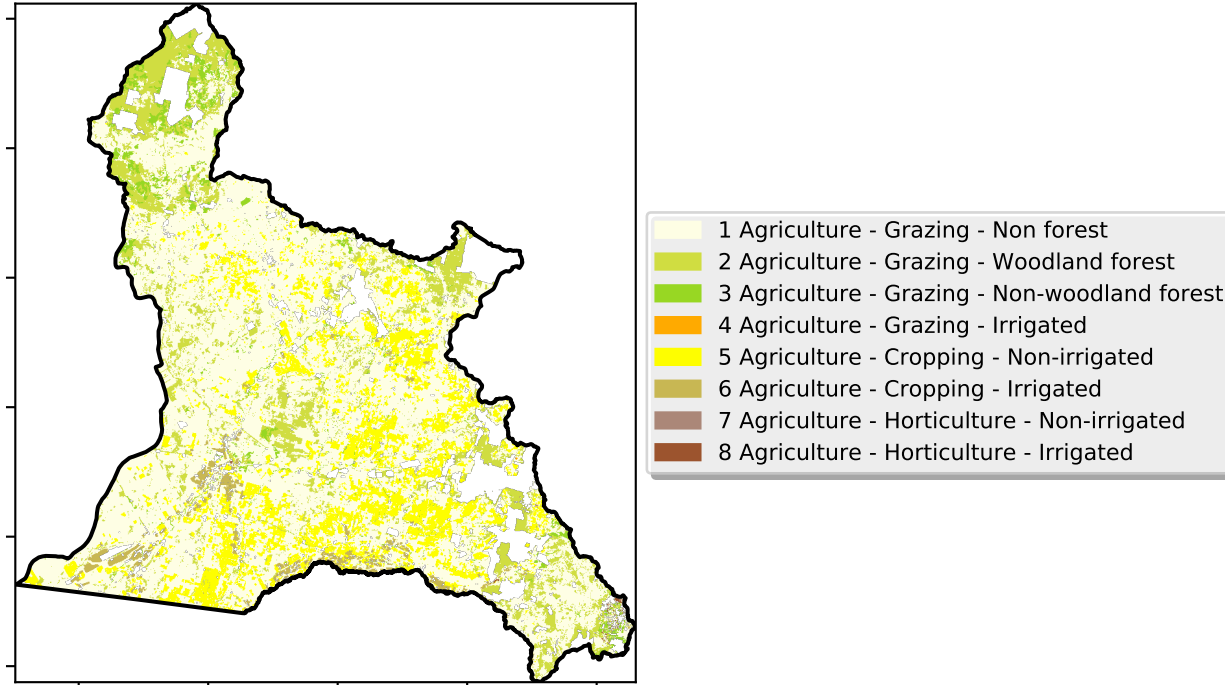 1 Agriculture - Grazing - Non forest
2 Agriculture - Grazing - Woodland forest
3 Agriculture - Grazing - Non-woodland forest
4 Agriculture - Grazing - Irrigated
5 Agriculture - Cropping - Non-irrigated
6 Agriculture - Cropping - Irrigated
7 Agriculture - Horticulture - Non-irrigated
8 Agriculture - Horticulture - Irrigated